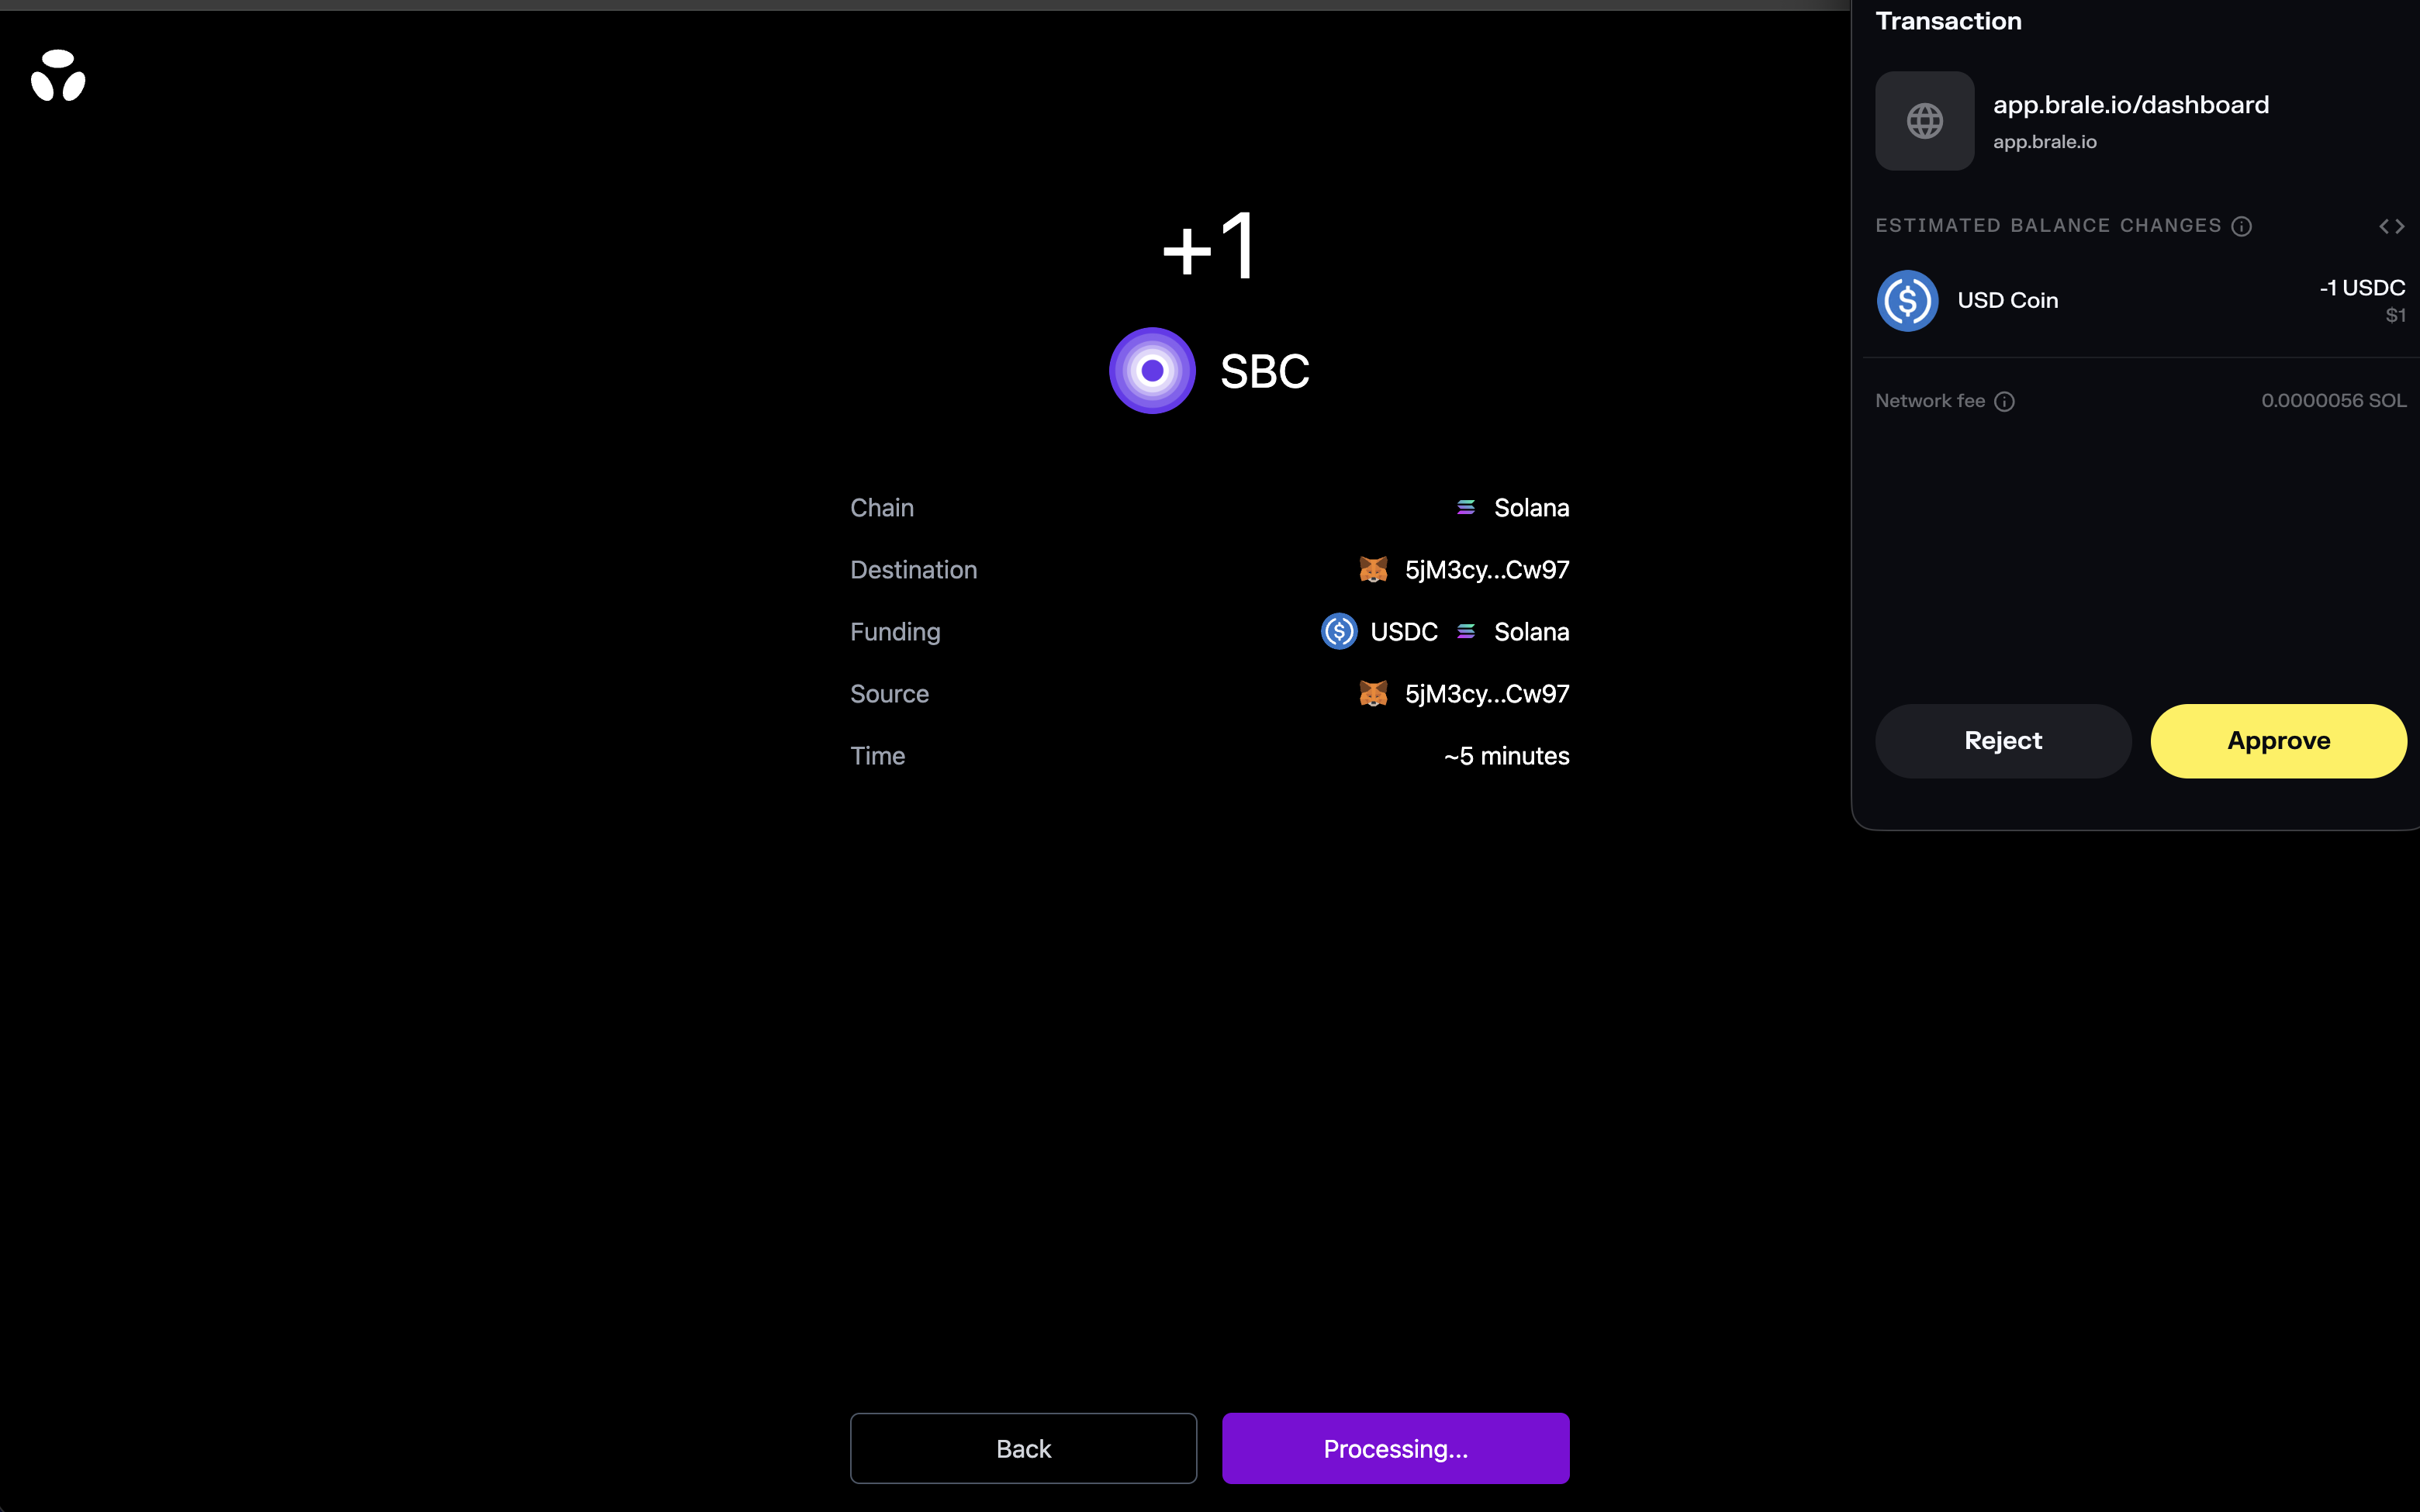 +1
SBC
Chain Solana
Destination 5jM3cy...Cw97
Funding USDC Solana
Source 5jM3cy...Cw97
Time ~5 minutes
Back Processing...
Transaction
app.brale.io/dashboard
app.brale.io
ESTIMATED BALANCE CHANGES
USD Coin -1 USDC
$1
Network fee 0.0000056 SOL
Reject Approve